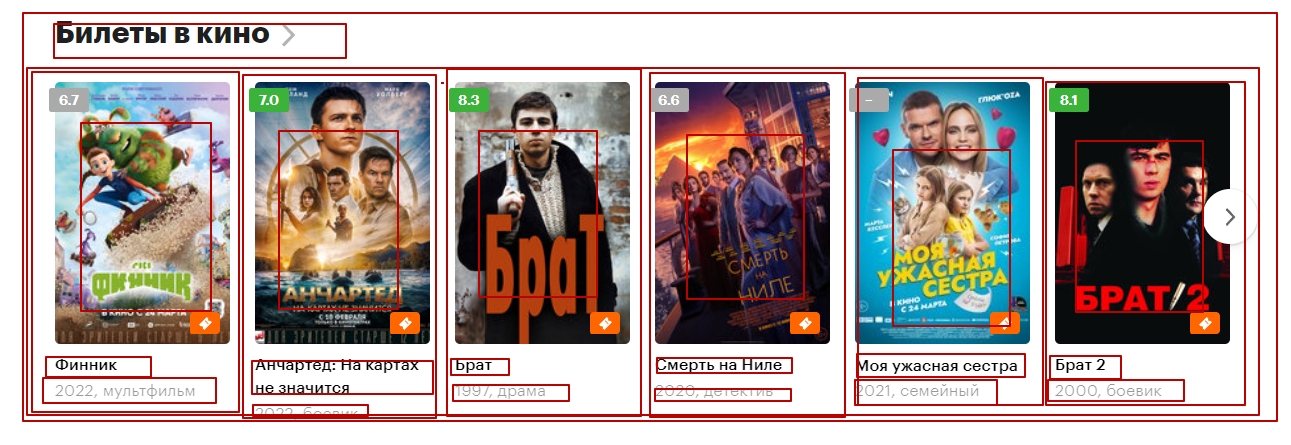 Билеты в кино
6.7
ФИННИК
В КИНО С 24 МАРТА
Финник
2022, мультфильм
7.0
АНЧАРТЕД
НА КАРТАХ НЕ ЗНАЧИТСЯ
С 10 ФЕВРАЛЯ
Анчартед: На картах
не значится
2022, боевик
8.3
Брат
Брат
1997, драма
6.6
СМЕРТЬ
НА
НИЛЕ
Смерть на Ниле
2020, детектив
–
ГЛЮК'OZA
МОЯ
УЖАСНАЯ
СЕСТРА
В КИНО
С 24 МАРТА
Моя ужасная сестра
2021, семейный
8.1
БРАТ 2
Брат 2
2000, боевик